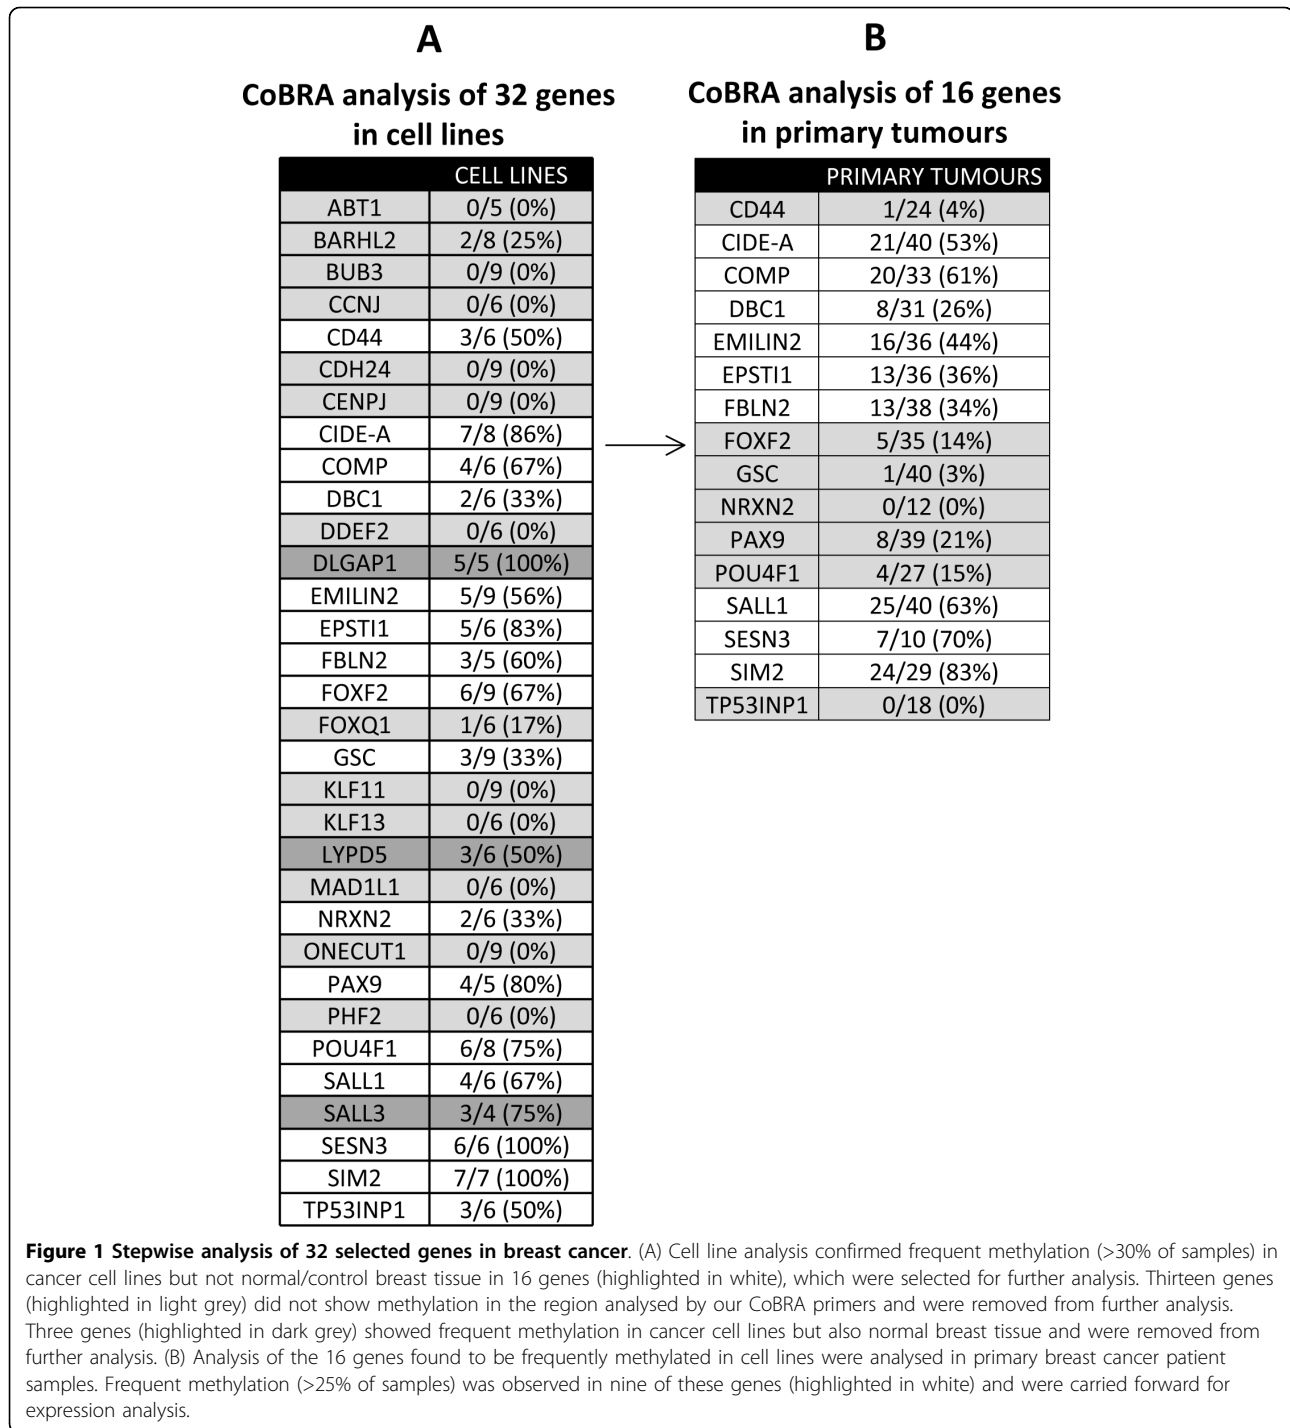 A
CoBRA analysis of 32 genes
in cell lines
CELL LINES
ABT1 0/5 (0%)
BARHL2 2/8 (25%)
BUB3 0/9 (0%)
CCNJ 0/6 (0%)
CD44 3/6 (50%)
CDH24 0/9 (0%)
CENPJ 0/9 (0%)
CIDE-A 7/8 (86%)
COMP 4/6 (67%)
DBC1 2/6 (33%)
DDEF2 0/6 (0%)
DLGAP1 5/5 (100%)
EMILIN2 5/9 (56%)
EPSTI1 5/6 (83%)
FBLN2 3/5 (60%)
FOXF2 6/9 (67%)
FOXQ1 1/6 (17%)
GSC 3/9 (33%)
KLF11 0/9 (0%)
KLF13 0/6 (0%)
LYPD5 3/6 (50%)
MAD1L1 0/6 (0%)
NRXN2 2/6 (33%)
ONECUT1 0/9 (0%)
PAX9 4/5 (80%)
PHF2 0/6 (0%)
POU4F1 6/8 (75%)
SALL1 4/6 (67%)
SALL3 3/4 (75%)
SESN3 6/6 (100%)
SIM2 7/7 (100%)
TP53INP1 3/6 (50%)
B
CoBRA analysis of 16 genes
in primary tumours
PRIMARY TUMOURS
CD44 1/24 (4%)
CIDE-A 21/40 (53%)
COMP 20/33 (61%)
DBC1 8/31 (26%)
EMILIN2 16/36 (44%)
EPSTI1 13/36 (36%)
FBLN2 13/38 (34%)
FOXF2 5/35 (14%)
GSC 1/40 (3%)
NRXN2 0/12 (0%)
PAX9 8/39 (21%)
POU4F1 4/27 (15%)
SALL1 25/40 (63%)
SESN3 7/10 (70%)
SIM2 24/29 (83%)
TP53INP1 0/18 (0%)
Figure 1 Stepwise analysis of 32 selected genes in breast cancer. (A) Cell line analysis confirmed frequent methylation (>30% of samples) in
cancer cell lines but not normal/control breast tissue in 16 genes (highlighted in white), which were selected for further analysis. Thirteen genes
(highlighted in light grey) did not show methylation in the region analysed by our CoBRA primers and were removed from further analysis.
Three genes (highlighted in dark grey) showed frequent methylation in cancer cell lines but also normal breast tissue and were removed from
further analysis. (B) Analysis of the 16 genes found to be frequently methylated in cell lines were analysed in primary breast cancer patient
samples. Frequent methylation (>25% of samples) was observed in nine of these genes (highlighted in white) and were carried forward for
expression analysis.